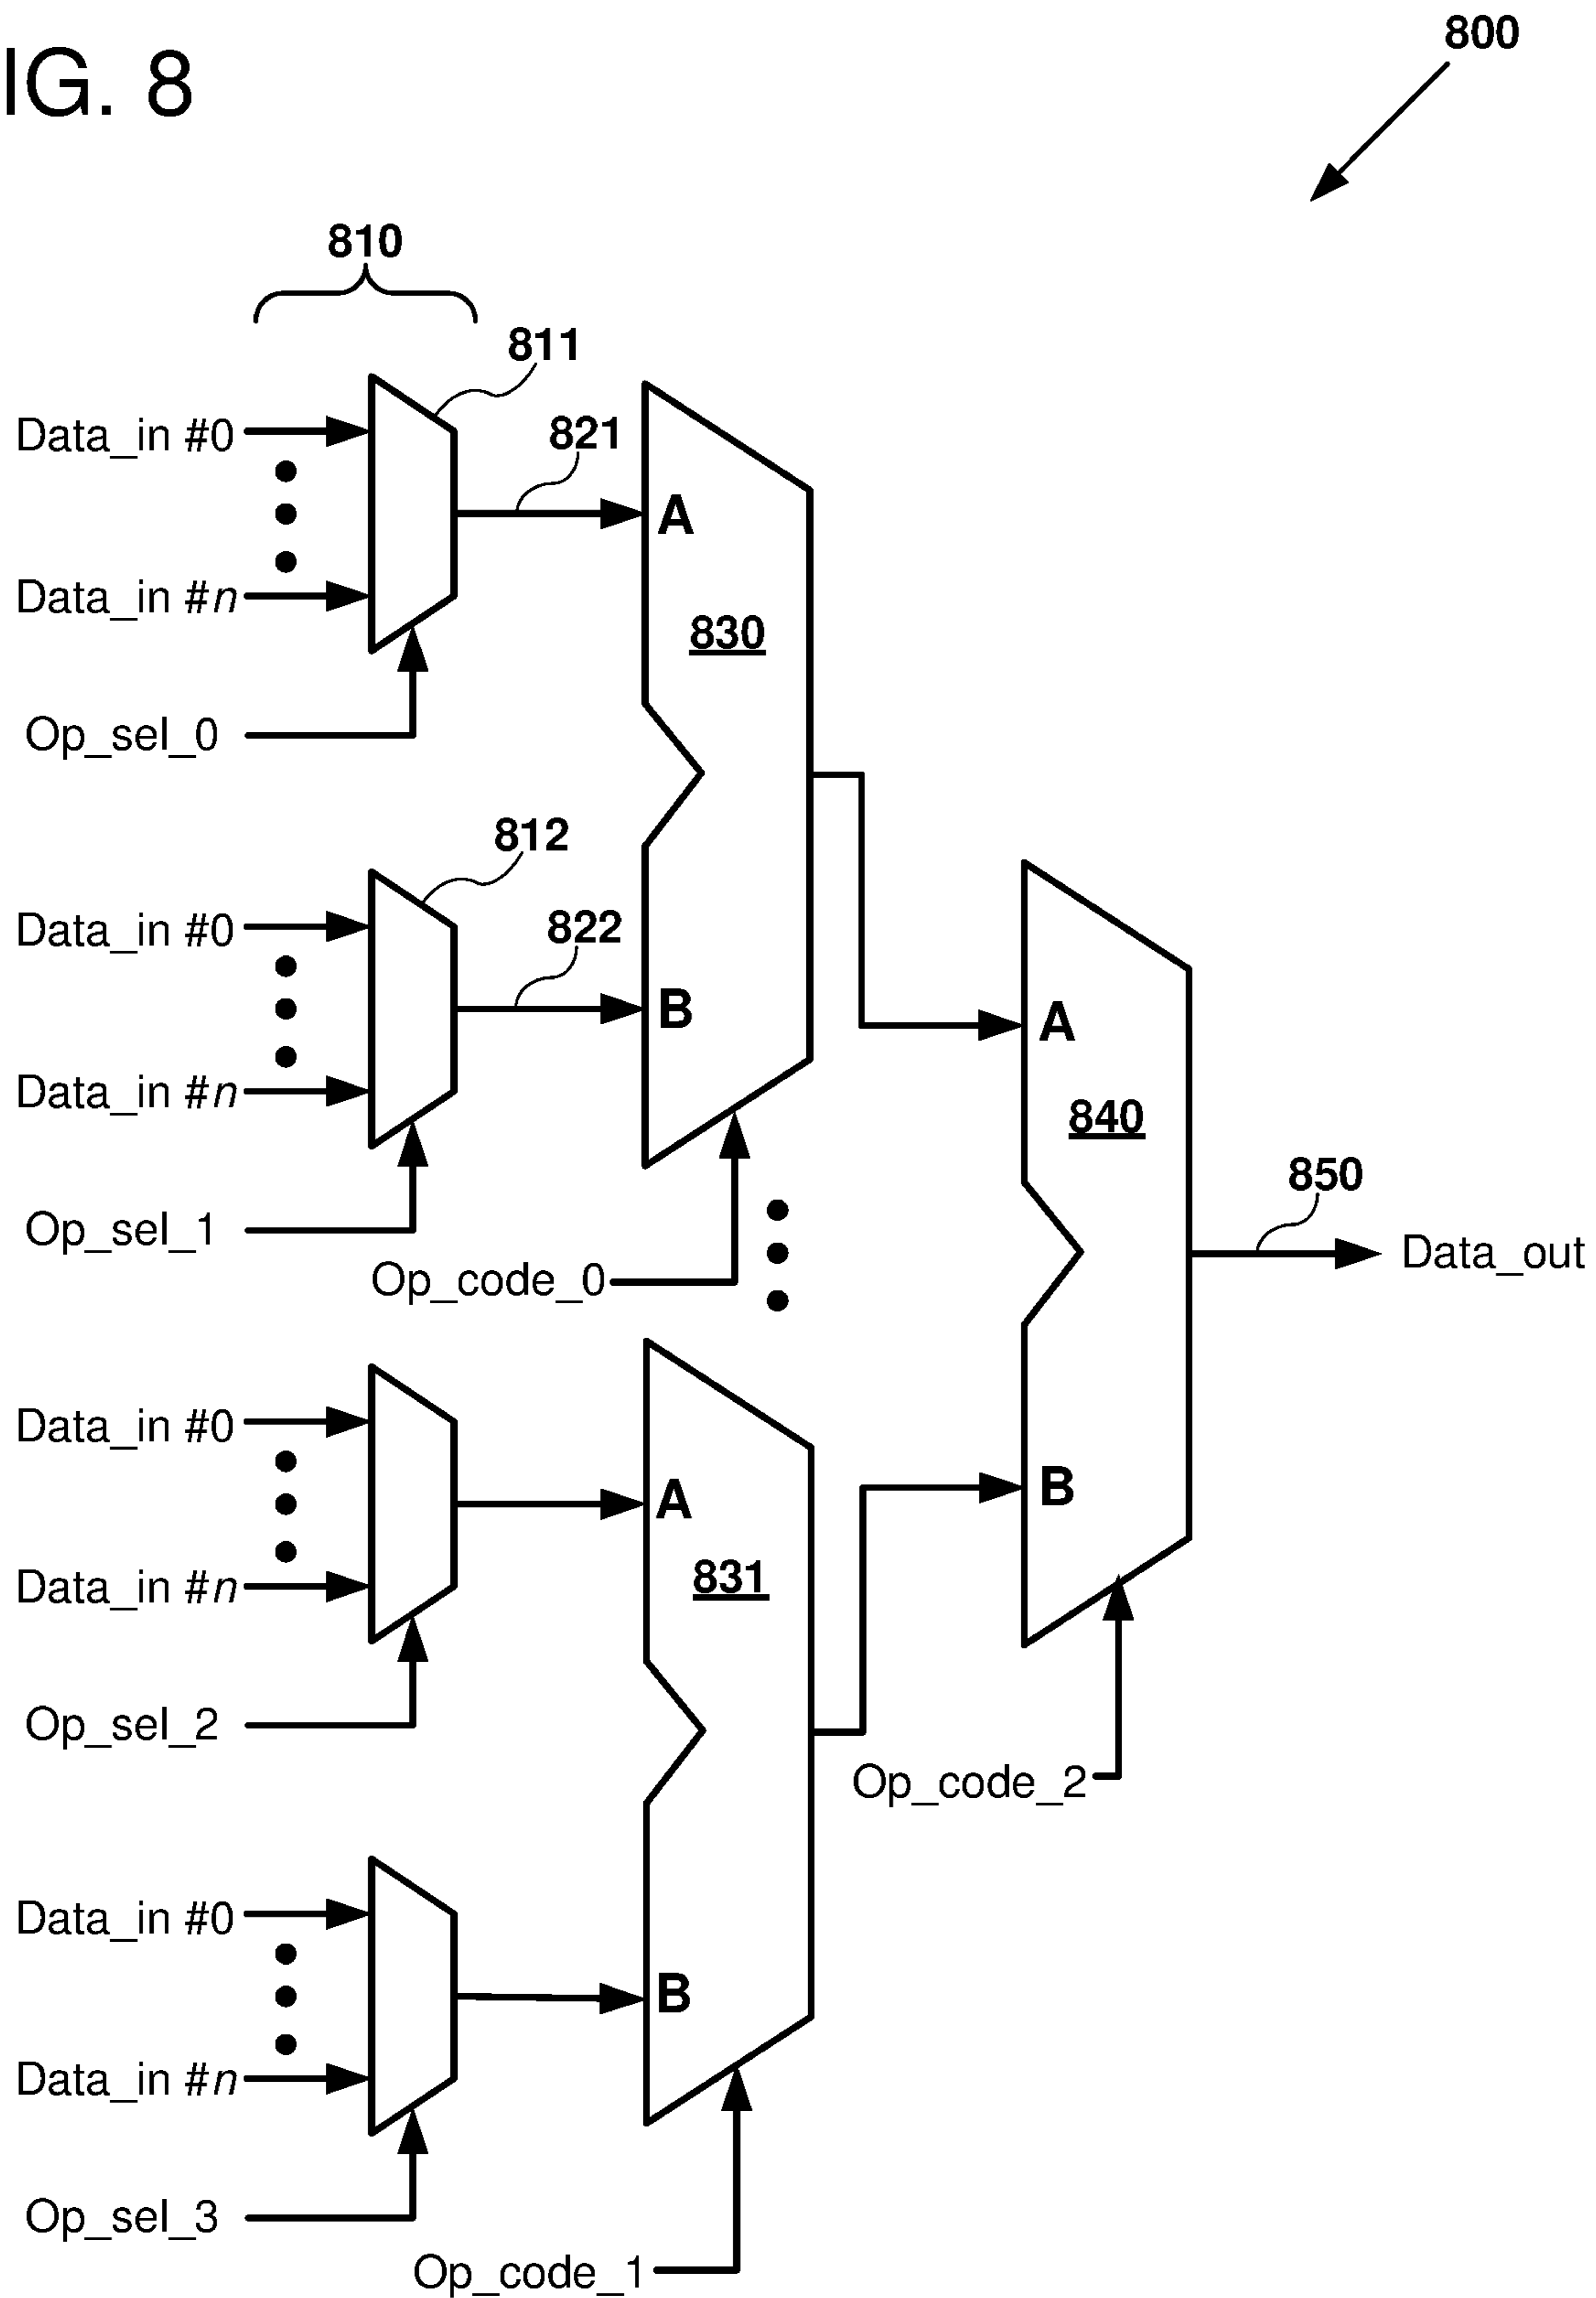 IG. 8
800
810
811
Data_in #0
821
A
Data_in #n
830
Op_sel_0
812
Data_in #0
822
B
A
Data_in #n
840
850
Op_sel_1
Data_out
Op_code_0
Data_in #0
B
A
831
Data_in #n
Op_sel_2
Op_code_2
Data_in #0
B
Data_in #n
Op_sel_3
Op_code_1